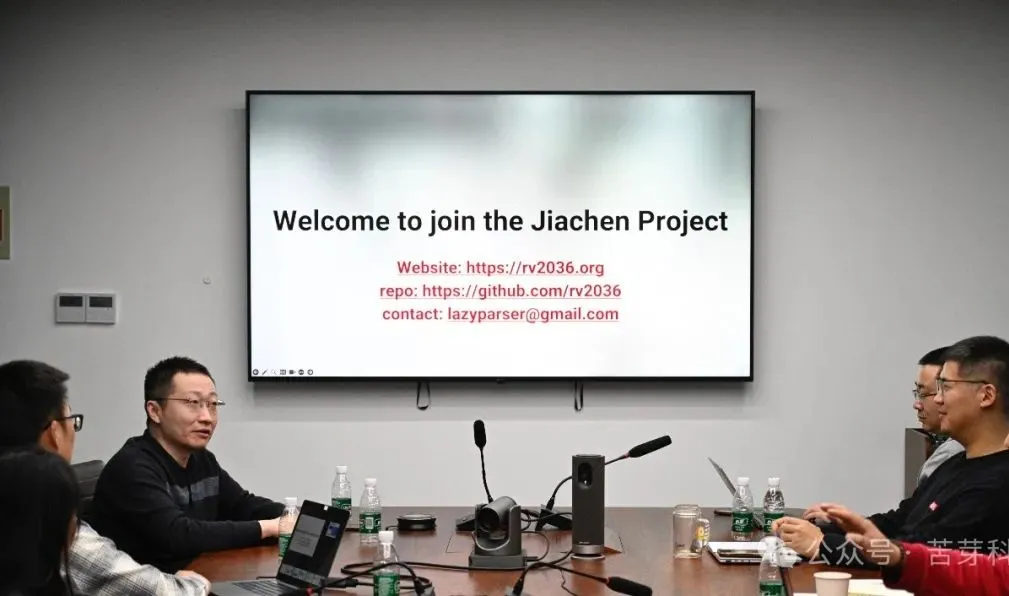 Welcome to join the Jiachen Project
Website: https://rv2036.org
repo: https://github.com/rv2036
contact: lazyparser@gmail.com
公众号 · 苦芽科